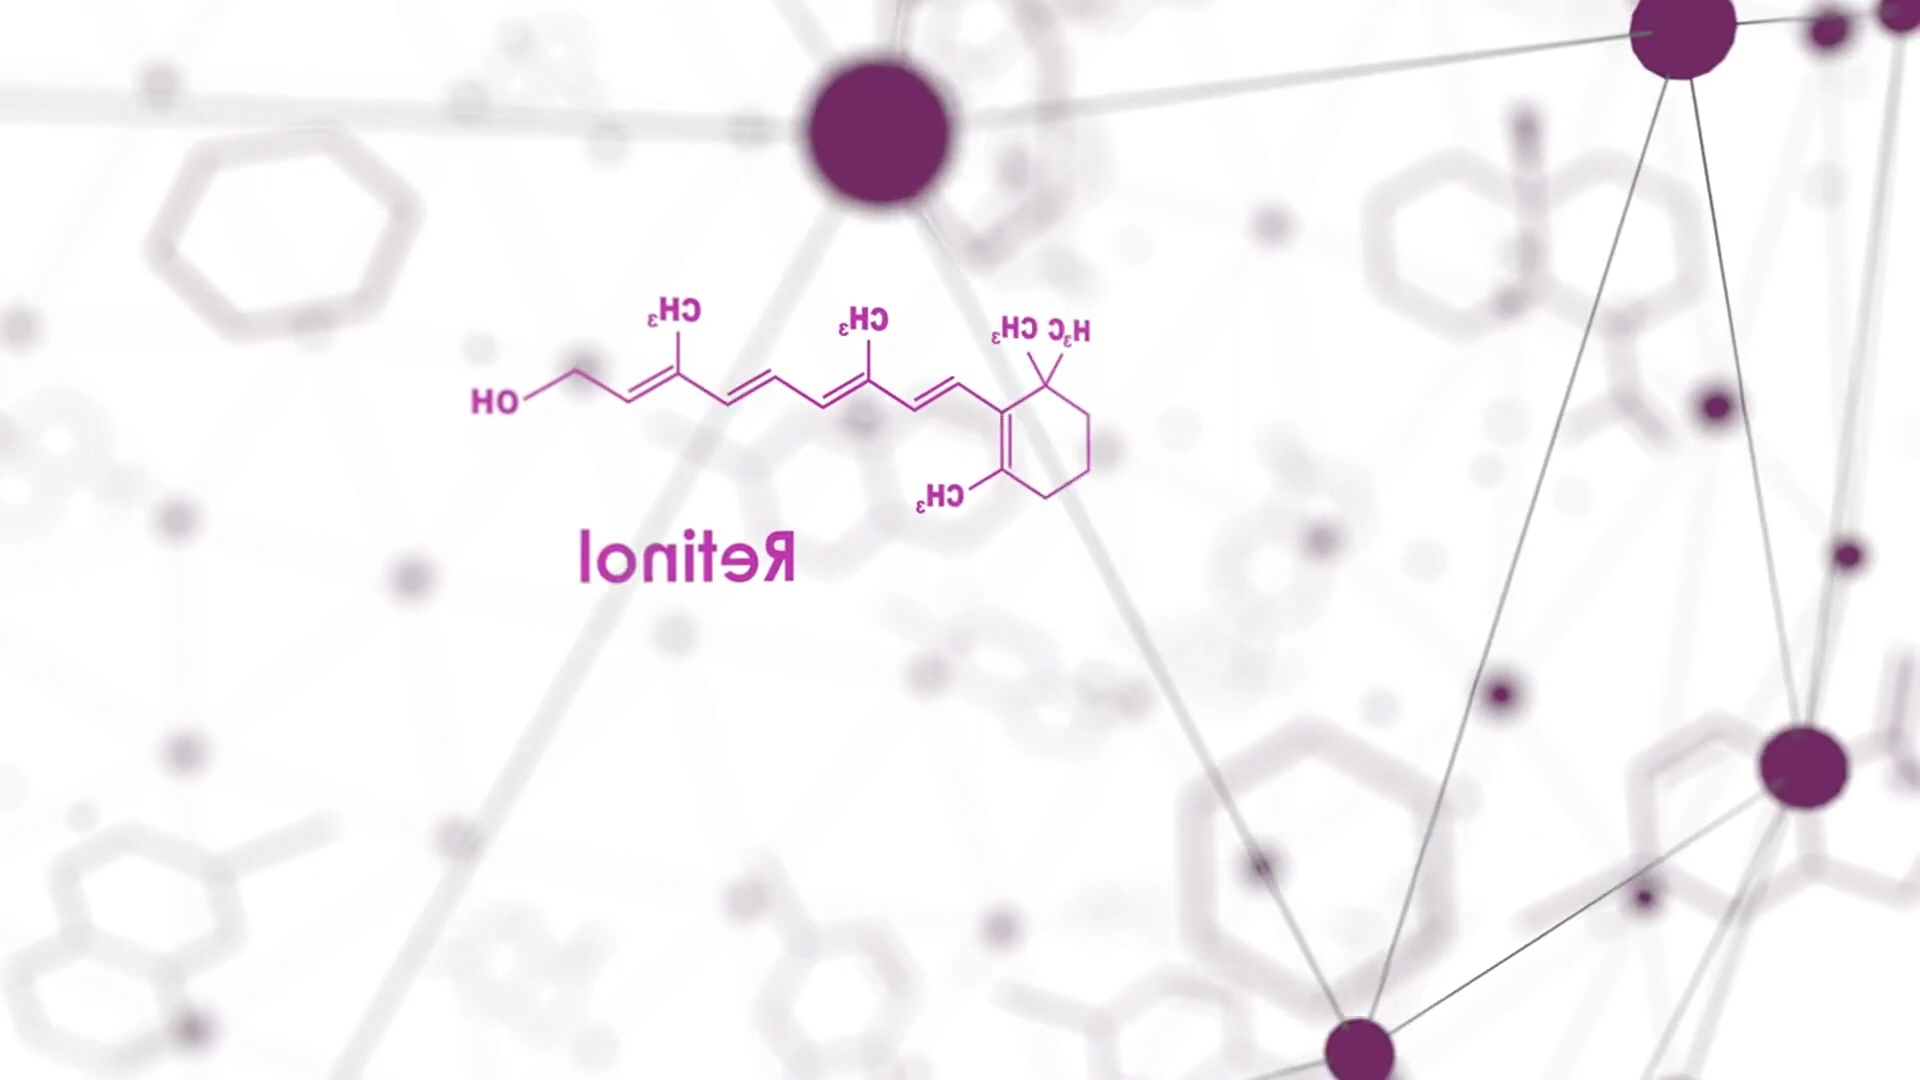 CH₃
CH₃
CH₃ H₃C
HO
CH₃
Retinol